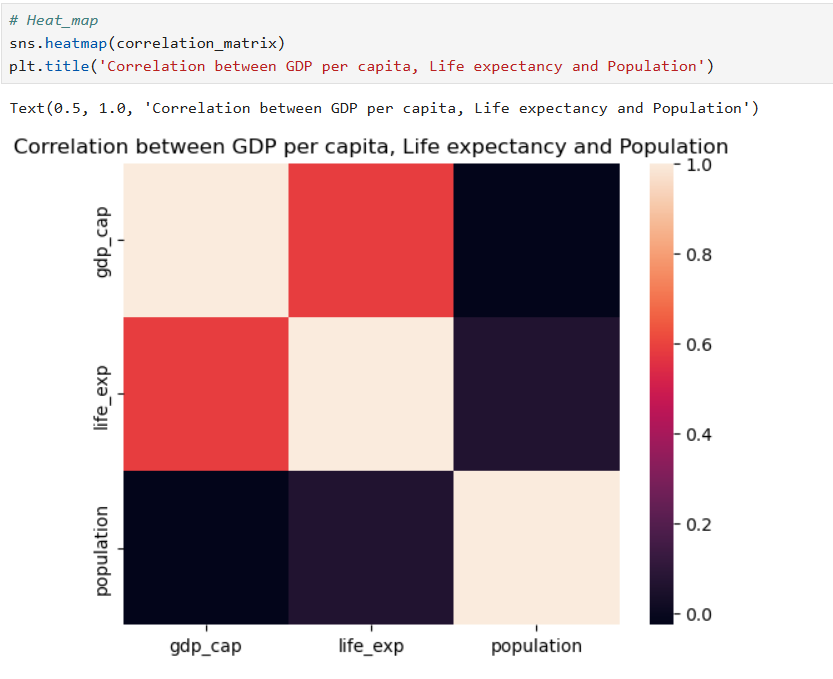 # Heat_map
sns.heatmap(correlation_matrix)
plt.title('Correlation between GDP per capita, Life expectancy and Population')
Text(0.5, 1.0, 'Correlation between GDP per capita, Life expectancy and Population')
Correlation between GDP per capita, Life expectancy and Population
gdp_cap
life_exp
population
gdp_cap
life_exp
population
1.0
0.8
0.6
0.4
0.2
0.0